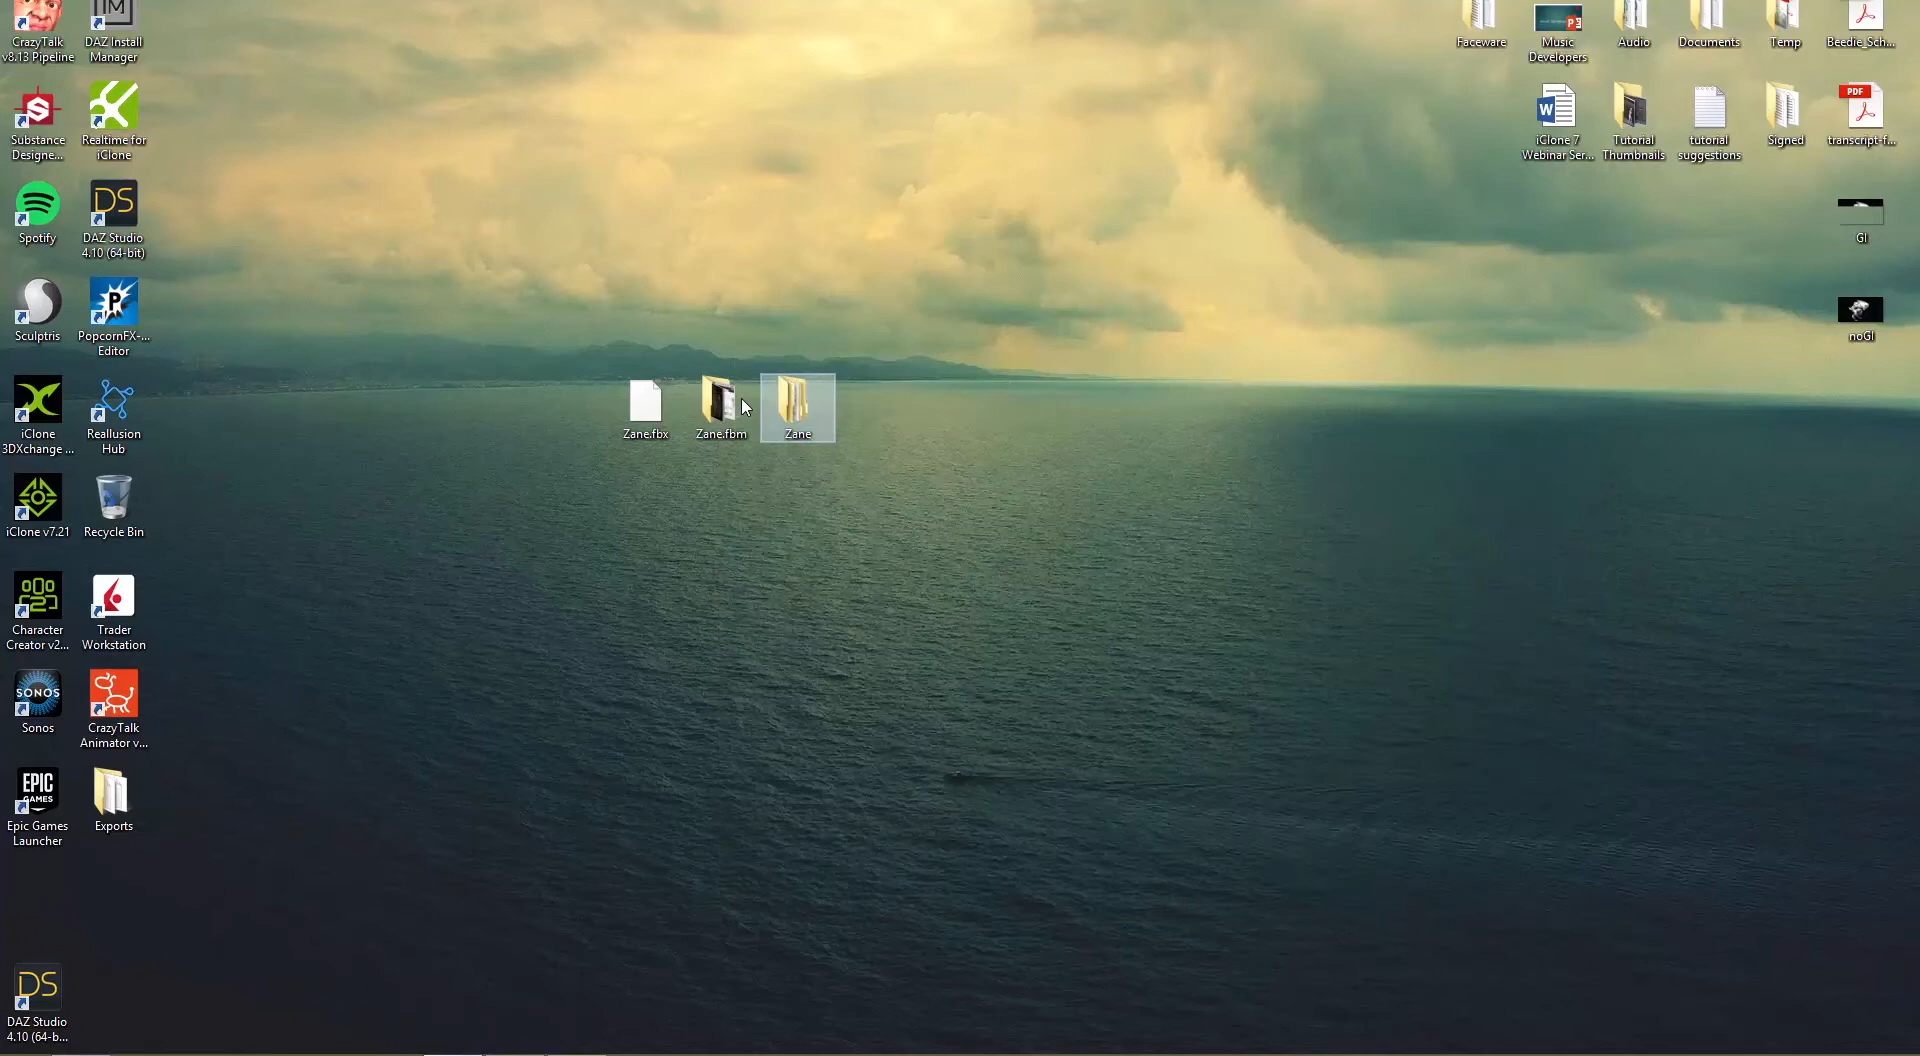 CrazyTalk
v8.13 Pipeline
IM
DAZ Install
Manager
Faceware
Music
Developers
Audio
Documents
Temp
Beedie_Sch...
Substance
Designe...
Realtime for
iClone
W
iClone 7
Webinar Ser...
Tutorial
Thumbnails
tutorial
suggestions
Signed
PDF
transcript-f...
Spotify
DS
DAZ Studio
4.10 (64-bit)
GI
Sculptris
P
PopcornFX-...
Editor
noGI
iClone
3DXchange ...
Reallusion
Hub
Zane.fbx
Zane.fbm
Zane
iClone v7.21
Recycle Bin
Character
Creator v2...
Trader
Workstation
SONOS
Sonos
CrazyTalk
Animator v...
EPIC
GAMES
Epic Games
Launcher
Exports
DS
DAZ Studio
4.10 (64-b...